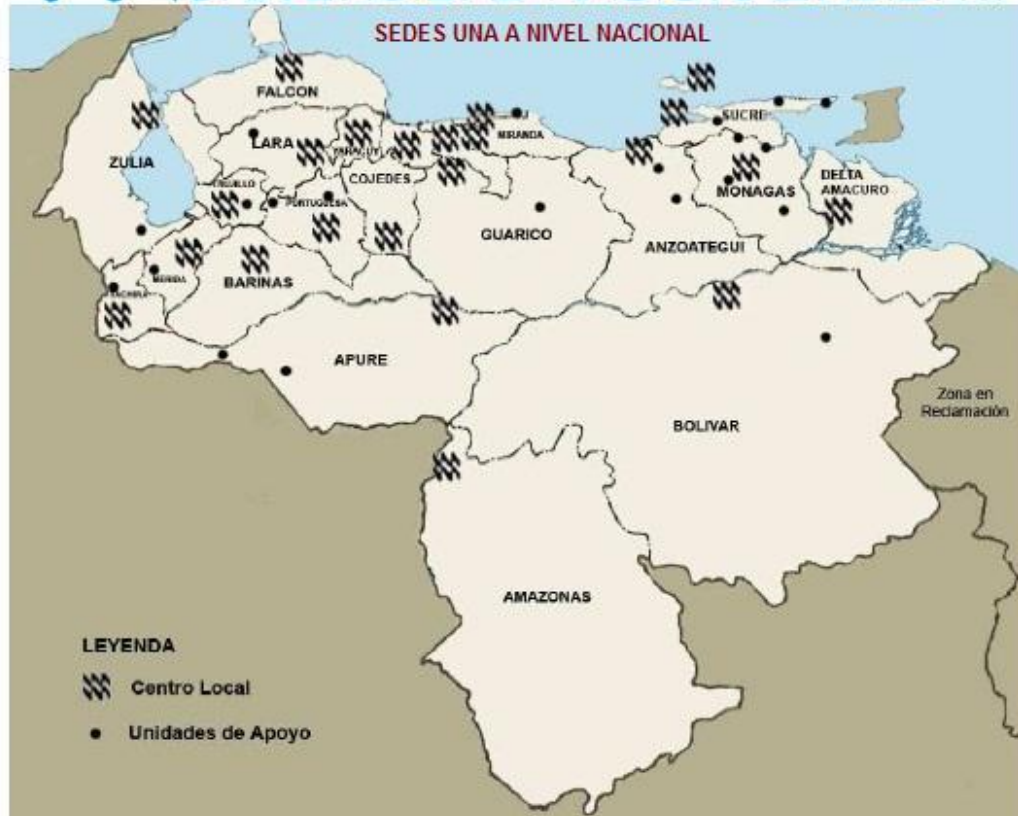 SEDES UNA A NIVEL NACIONAL
FALCON
SUCRE
MIRANDA
LARA
YARACUY
ZULIA
COJEDES
DELTA
AMACURO
TRUJILLO
MONAGAS
PORTUGUESA
GUARICO
ANZOATEGUI
MERIDA
BARINAS
TACHIRA
APURE
Zona en
Reclamación
BOLIVAR
AMAZONAS
LEYENDA
Centro Local
Unidades de Apoyo